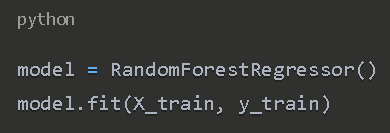 python
model = RandomForestRegressor()
model.fit(X_train, y_train)